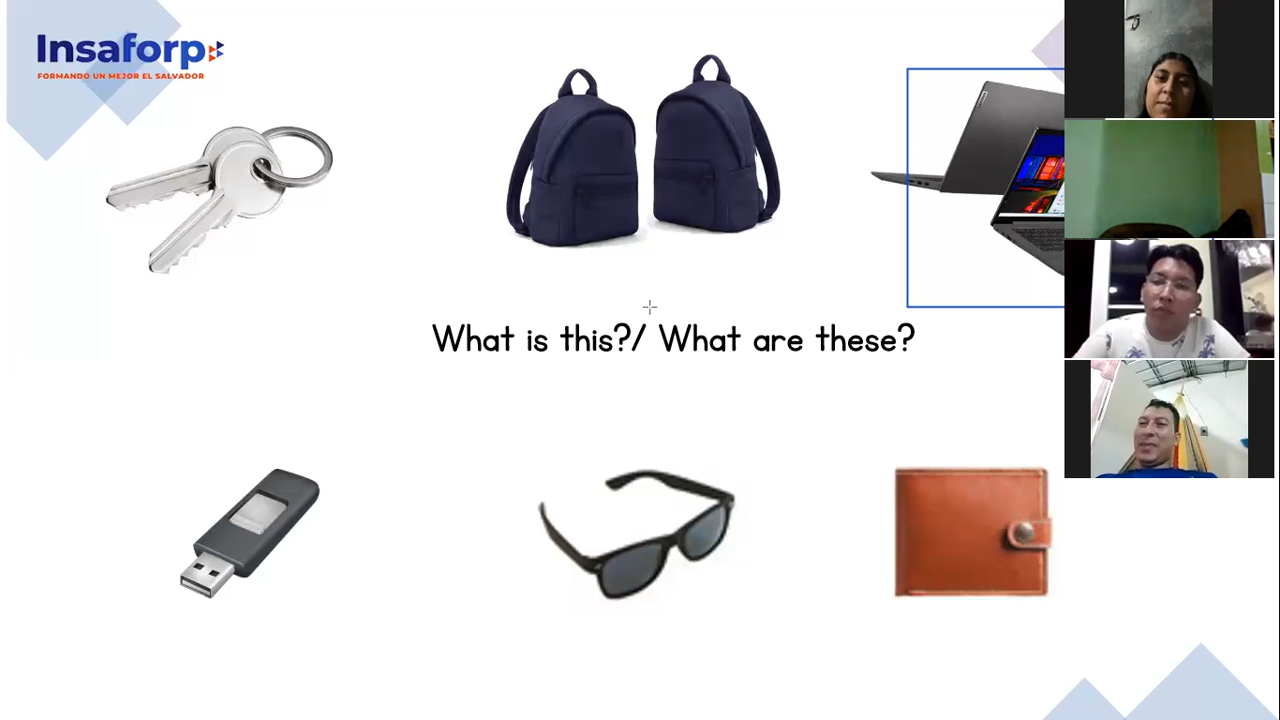 Insaforp
FORMANDO UN MEJOR EL SALVADOR
What is this?/ What are these?